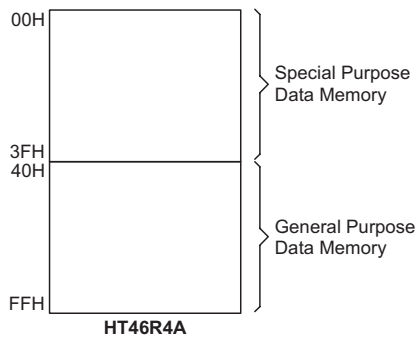 00H
Special Purpose
Data Memory
3FH
40H
General Purpose
Data Memory
FFH
HT46R4A